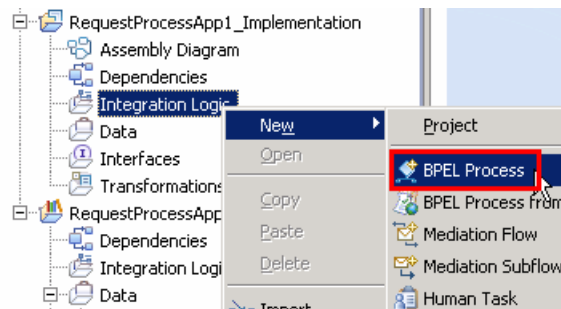 RequestProcessApp1_Implementation
Assembly Diagram
Dependencies
Integration Logic
Data
Interfaces
Transformations
RequestProcessApp
Dependencies
Integration Logi
Data
New
Open
Copy
Paste
Delete
Import
Project
BPEL Process
BPEL Process from
Mediation Flow
Mediation Subflow
Human Task